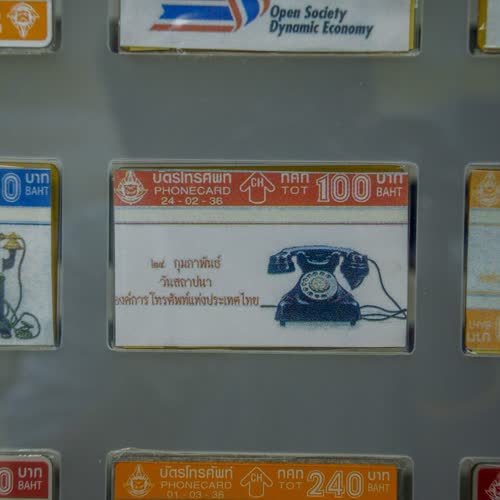 Open Society
Dynamic Economy
0 บาท
BAHT
บัตรโทรศัพท์ ทศท 100 บาท
PHONECARD CH TOT BAHT
24-02-36
๒๔ กุมภาพันธ์
วันสถาปนา
องค์การโทรศัพท์แห่งประเทศไทย
0 บาท
BAHT
บัตรโทรศัพท์ ทศท 240 บาท
PHONECARD CH TOT BAHT
01-03-36